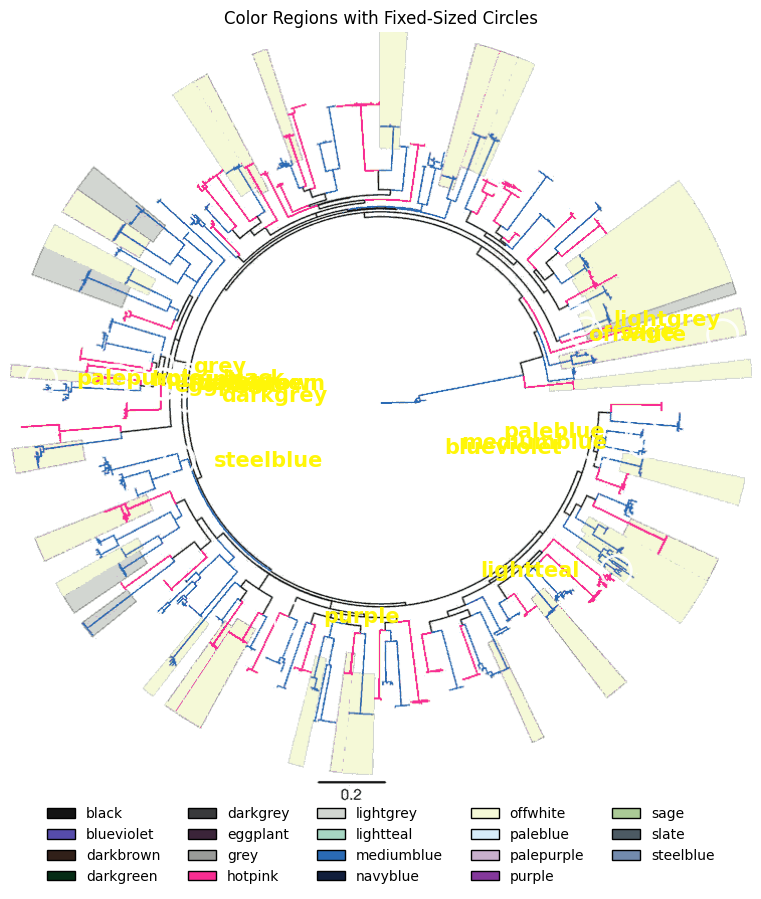 Color Regions with Fixed-Sized Circles
lightgrey
offwhite
grey
palepurple
darkgrey
paleblue
mediumblue
blueviolet
steelblue
lightteal
purple
0.2
black darkgrey lightgrey offwhite sage
blueviolet eggplant lightteal paleblue slate
darkbrown grey mediumblue palepurple steelblue
darkgreen hotpink navyblue purple